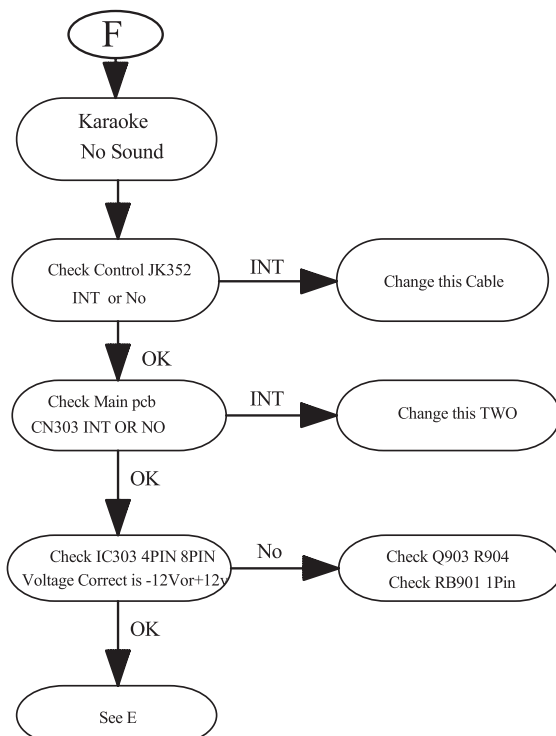 F
Karaoke
No Sound
Check Control JK352
INT or No
INT
Change this Cable
OK
Check Main pcb
CN303 INT OR NO
INT
Change this TWO
OK
Check IC303 4PIN 8PIN
Voltage Correct is -12Vor+12v
No
Check Q903 R904
Check RB901 1Pin
OK
See E